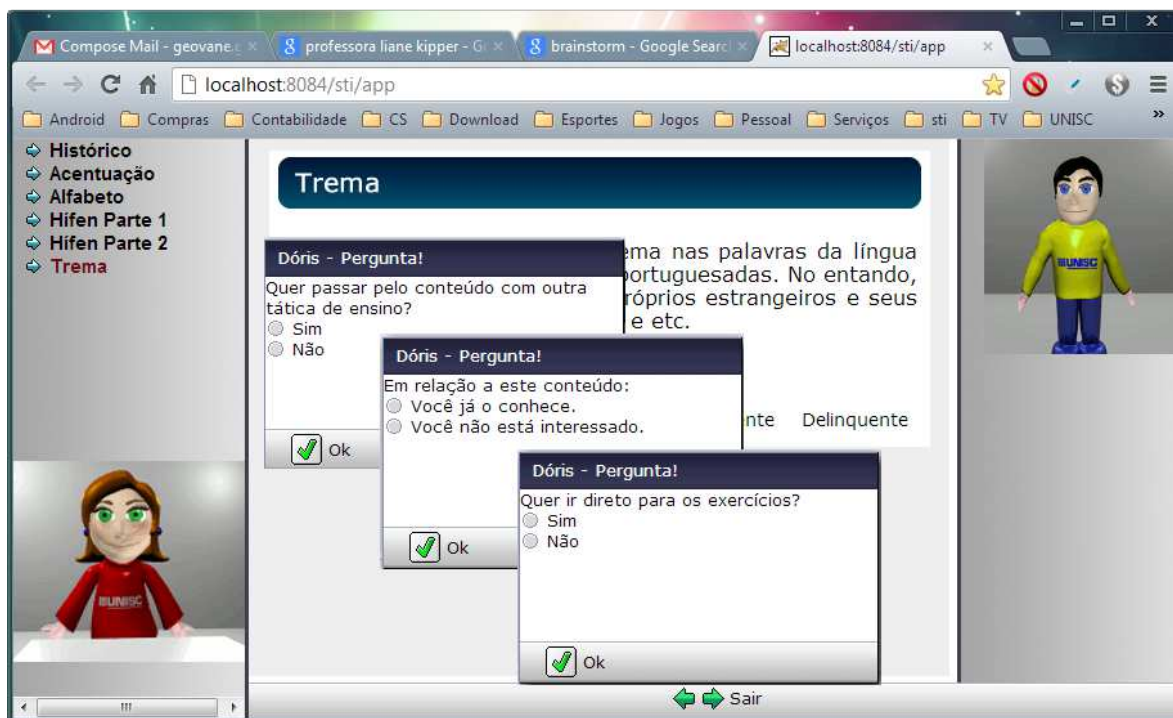 Compose Mail - geovane.c
professora liane kipper - G
brainstorm - Google Searc
localhost:8084/sti/app
localhost:8084/sti/app
Android Compras Contabilidade CS Download Esportes Jogos Pessoal Serviços sti TV UNISC »
Histórico
Acentuação
Alfabeto
Hífen Parte 1
Hífen Parte 2
Trema
Trema
ema nas palavras da língua
portuguesadas. No entando,
róprios estrangeiros e seus
e etc.
nte Delinquente
Dóris - Pergunta!
Quer passar pelo conteúdo com outra
tática de ensino?
Sim
Não
Ok
Dóris - Pergunta!
Em relação a este conteúdo:
Você já o conhece.
Você não está interessado.
Ok
Dóris - Pergunta!
Quer ir direto para os exercícios?
Sim
Não
Ok
UNISC
UNISC
Sair